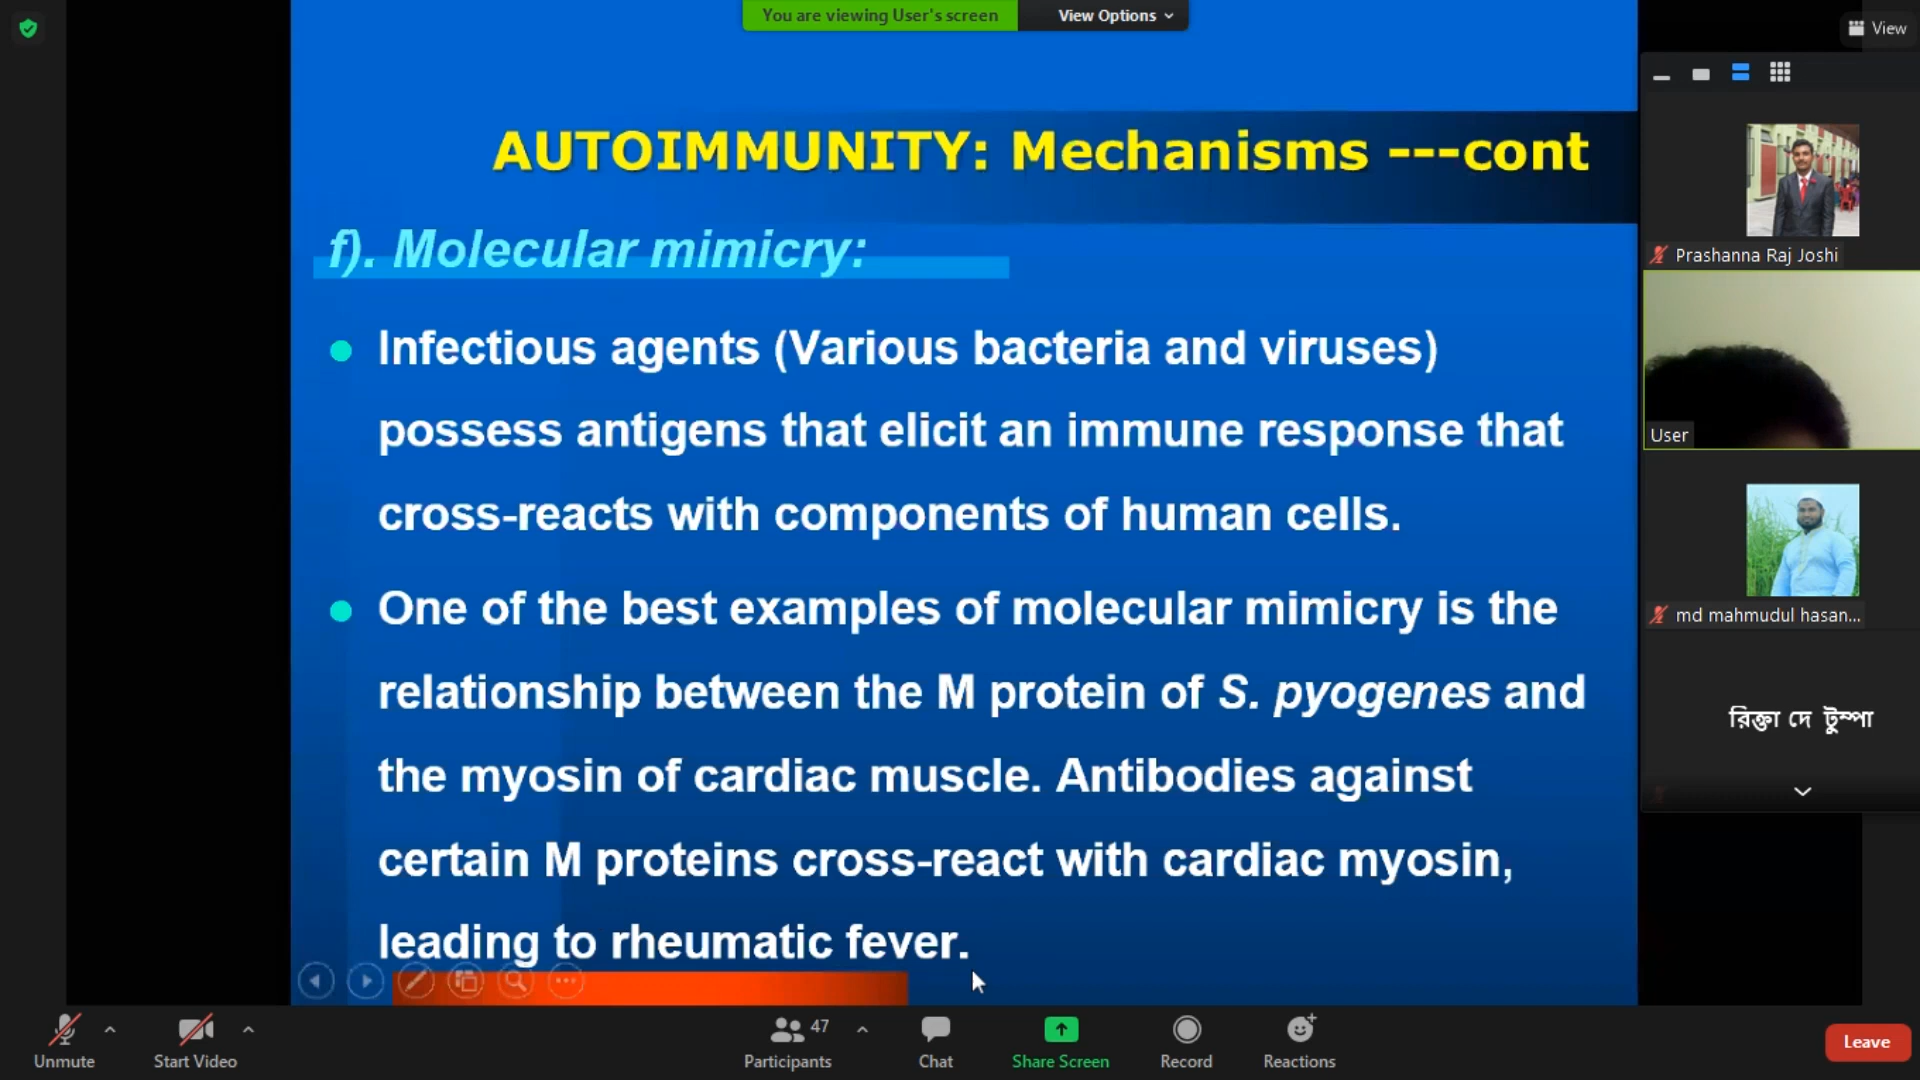 You are viewing User's screen
View Options
View
AUTOIMMUNITY: Mechanisms ---cont
f). Molecular mimicry:
Infectious agents (Various bacteria and viruses)
possess antigens that elicit an immune response that
cross-reacts with components of human cells.
One of the best examples of molecular mimicry is the
relationship between the M protein of S. pyogenes and
the myosin of cardiac muscle. Antibodies against
certain M proteins cross-react with cardiac myosin,
leading to rheumatic fever.
Prashanna Raj Joshi
User
md mahmudul hasan...
রিক্তা দে টুম্পা
Unmute
Start Video
47
Participants
Chat
Share Screen
Record
Reactions
Leave